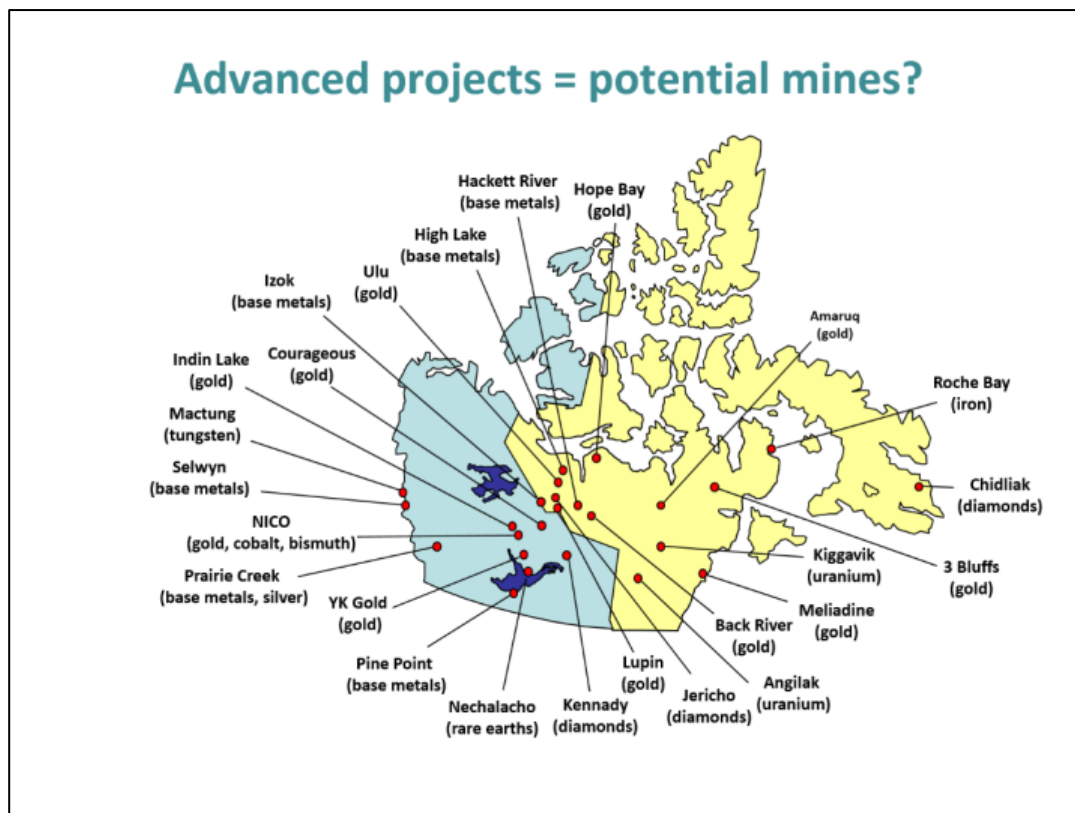 Advanced projects = potential mines?
Hackett River
(base metals)
Hope Bay
(gold)
High Lake
(base metals)
Ulu
(gold)
Izok
(base metals)
Amaruq
(gold)
Courageous
(gold)
Indin Lake
(gold)
Roche Bay
(iron)
Mactung
(tungsten)
Selwyn
(base metals)
Chidliak
(diamonds)
NICO
(gold, cobalt, bismuth)
Kiggavik
(uranium)
3 Bluffs
(gold)
Prairie Creek
(base metals, silver)
YK Gold
(gold)
Meliadine
(gold)
Back River
(gold)
Pine Point
(base metals)
Lupin
(gold)
Angilak
(uranium)
Nechalacho
(rare earths)
Kennady
(diamonds)
Jericho
(diamonds)